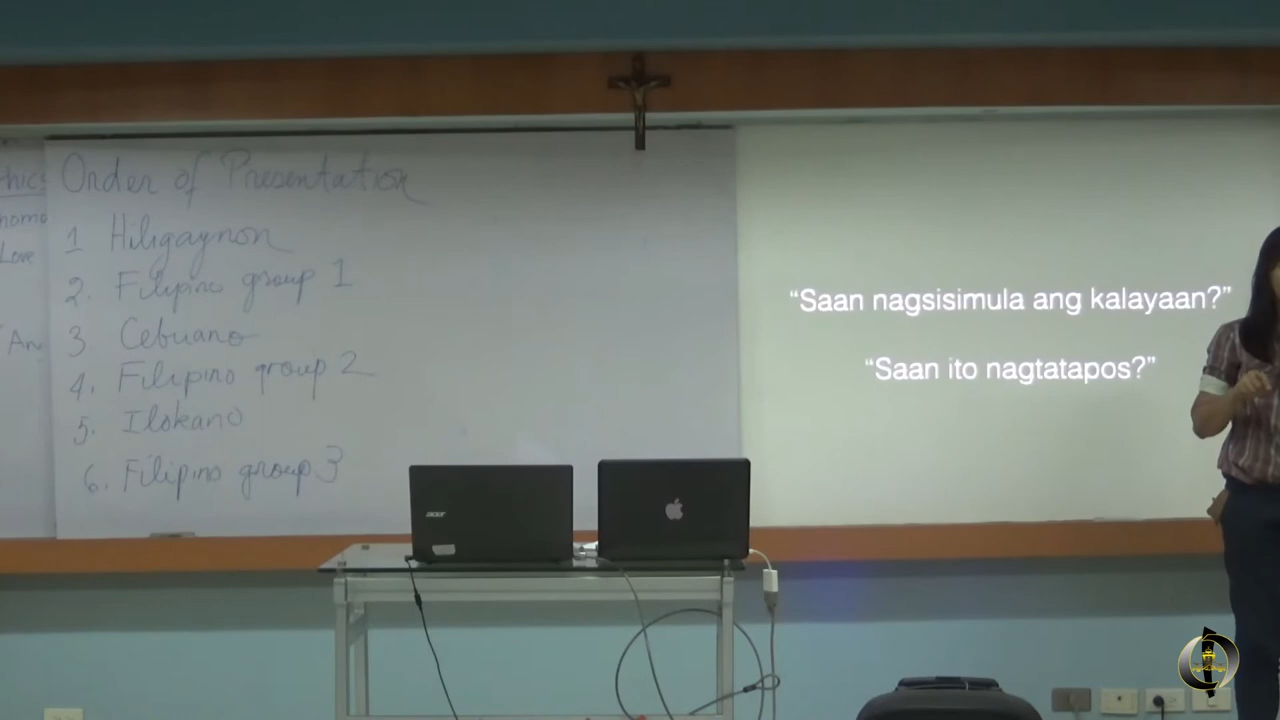 Order of Presentation
1 Hiligaynon
2. Filipino group 1
3 Cebuano
4. Filipino group 2
5. Ilokano
6. Filipino group 3
Love
“Saan nagsisimula ang kalayaan?”
“Saan ito nagtatapos?”
acer